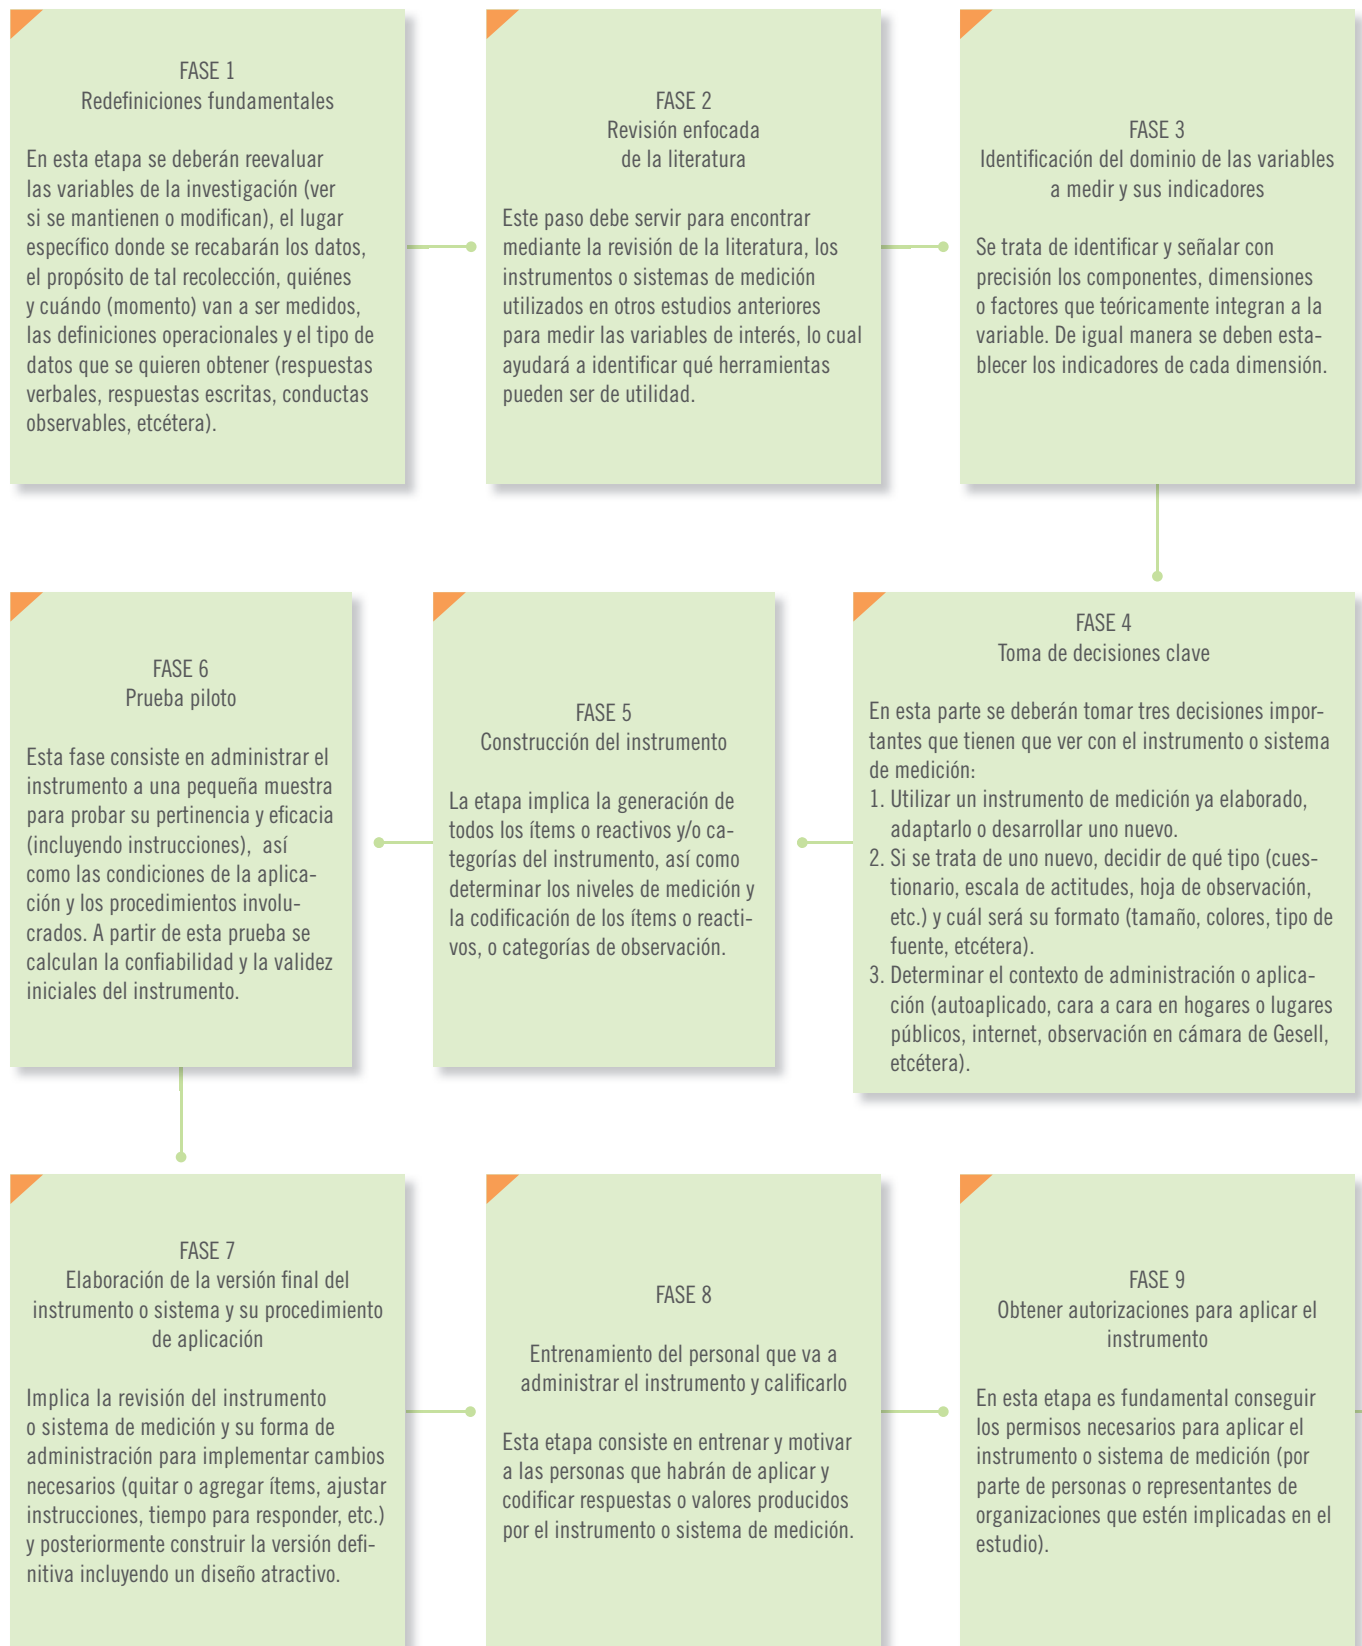 FASE 1
Redefiniciones fundamentales
En esta etapa se deberán reevaluar
las variables de la investigación (ver
si se mantienen o modifican), el lugar
específico donde se recabarán los datos,
el propósito de tal recolección, quiénes
y cuándo (momento) van a ser medidos,
las definiciones operacionales y el tipo de
datos que se quieren obtener (respuestas
verbales, respuestas escritas, conductas
observables, etcétera).
FASE 2
Revisión enfocada
de la literatura
Este paso debe servir para encontrar
mediante la revisión de la literatura, los
instrumentos o sistemas de medición
utilizados en otros estudios anteriores
para medir las variables de interés, lo cual
ayudará a identificar qué herramientas
pueden ser de utilidad.
FASE 3
Identificación del dominio de las variables
a medir y sus indicadores
Se trata de identificar y señalar con
precisión los componentes, dimensiones
o factores que teóricamente integran a la
variable. De igual manera se deben esta-
blecer los indicadores de cada dimensión.
FASE 4
Toma de decisiones clave
En esta parte se deberán tomar tres decisiones impor-
tantes que tienen que ver con el instrumento o sistema
de medición:
1. Utilizar un instrumento de medición ya elaborado,
adaptarlo o desarrollar uno nuevo.
2. Si se trata de uno nuevo, decidir de qué tipo (cues-
tionario, escala de actitudes, hoja de observación,
etc.) y cuál será su formato (tamaño, colores, tipo de
fuente, etcétera).
3. Determinar el contexto de administración o aplica-
ción (autoaplicado, cara a cara en hogares o lugares
públicos, internet, observación en cámara de Gesell,
etcétera).
FASE 5
Construcción del instrumento
La etapa implica la generación de
todos los ítems o reactivos y/o ca-
tegorías del instrumento, así como
determinar los niveles de medición y
la codificación de los ítems o reacti-
vos, o categorías de observación.
FASE 6
Prueba piloto
Esta fase consiste en administrar el
instrumento a una pequeña muestra
para probar su pertinencia y eficacia
(incluyendo instrucciones), así
como las condiciones de la aplica-
ción y los procedimientos involu-
crados. A partir de esta prueba se
calculan la confiabilidad y la validez
iniciales del instrumento.
FASE 7
Elaboración de la versión final del
instrumento o sistema y su procedimiento
de aplicación
Implica la revisión del instrumento
o sistema de medición y su forma de
administración para implementar cambios
necesarios (quitar o agregar ítems, ajustar
instrucciones, tiempo para responder, etc.)
y posteriormente construir la versión defi-
nitiva incluyendo un diseño atractivo.
FASE 8
Entrenamiento del personal que va a
administrar el instrumento y calificarlo
Esta etapa consiste en entrenar y motivar
a las personas que habrán de aplicar y
codificar respuestas o valores producidos
por el instrumento o sistema de medición.
FASE 9
Obtener autorizaciones para aplicar el
instrumento
En esta etapa es fundamental conseguir
los permisos necesarios para aplicar el
instrumento o sistema de medición (por
parte de personas o representantes de
organizaciones que estén implicadas en el
estudio).